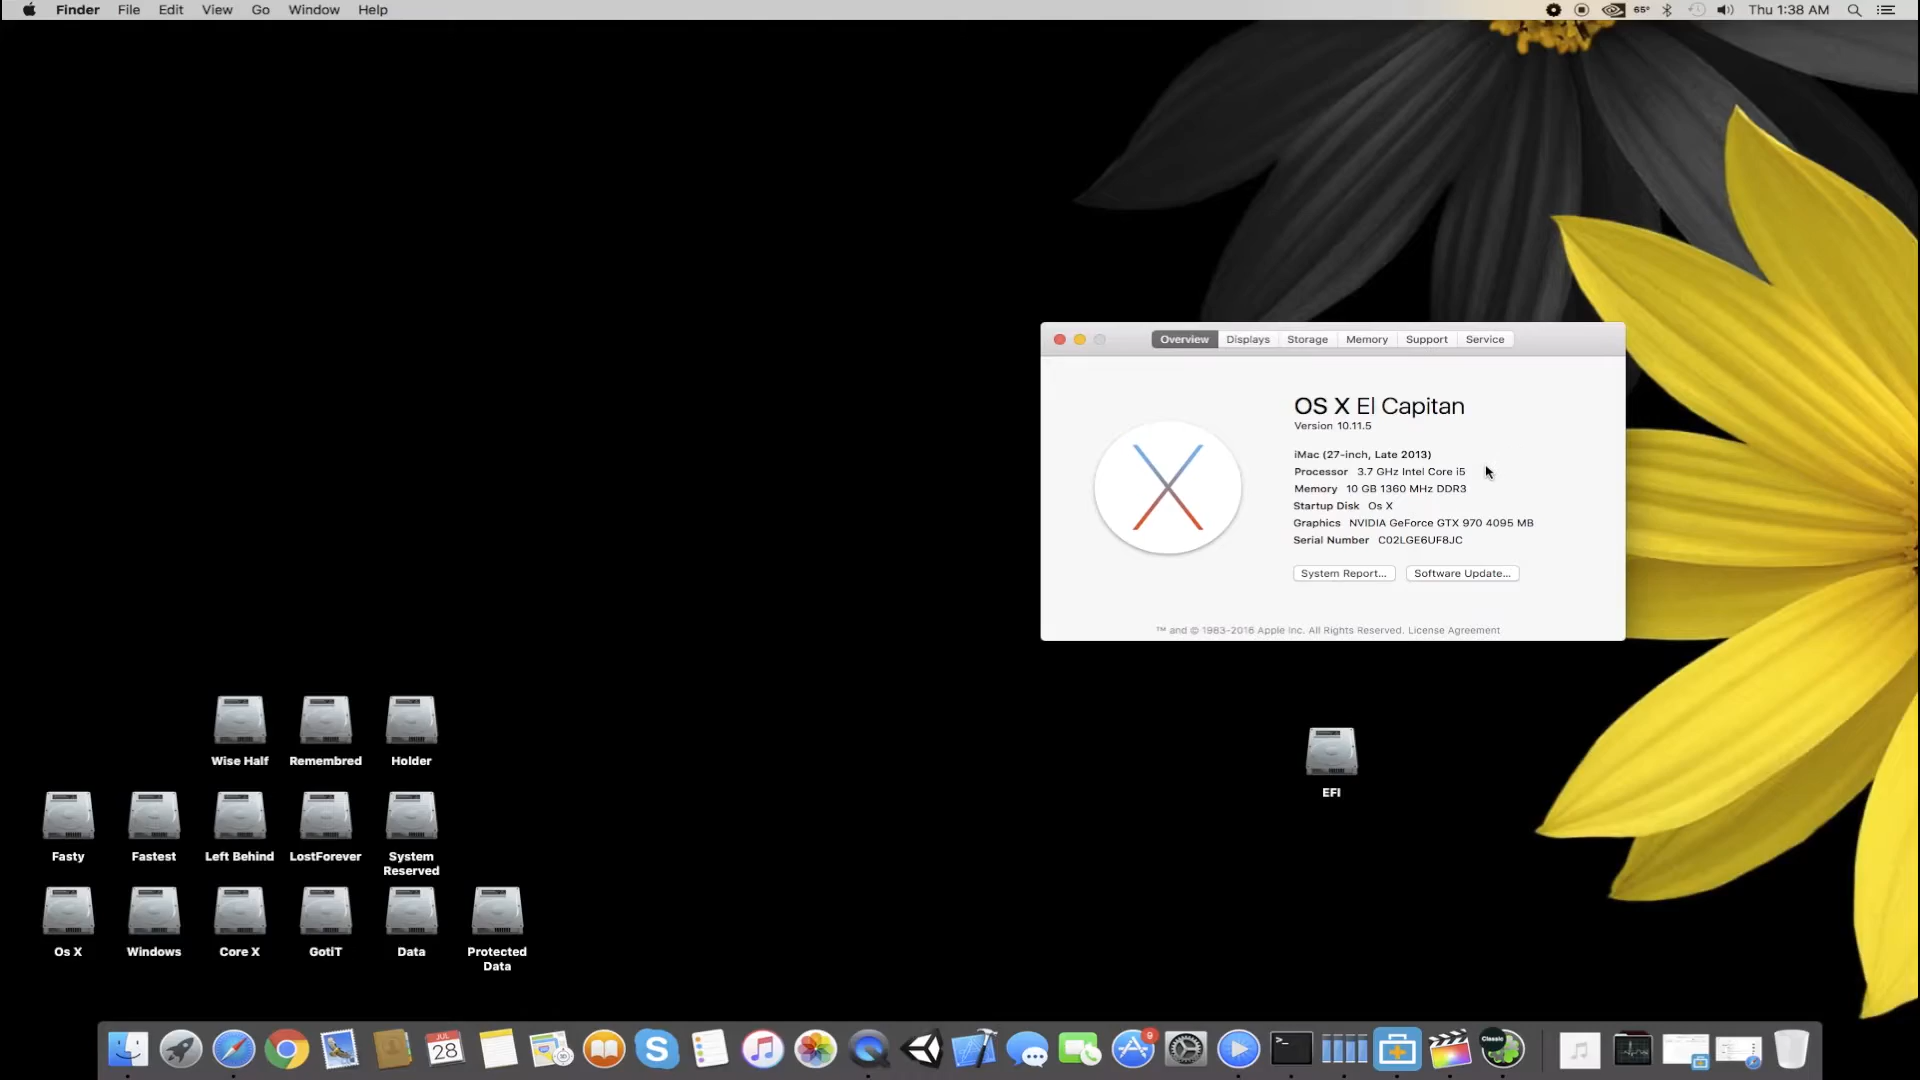 Finder File Edit View Go Window Help
65° Thu 1:38 AM
Overview Displays Storage Memory Support Service
OS X El Capitan
Version 10.11.5
iMac (27-inch, Late 2013)
Processor 3.7 GHz Intel Core i5
Memory 10 GB 1360 MHz DDR3
Startup Disk Os X
Graphics NVIDIA GeForce GTX 970 4095 MB
Serial Number C02LGE6UF8JC
System Report... Software Update...
™ and © 1983-2016 Apple Inc. All Rights Reserved. License Agreement
Wise Half Remembred Holder
EFI
Fasty Fastest Left Behind LostForever System
Reserved
Os X Windows Core X GotiT Data Protected
Data
JUL
28
9
Classic